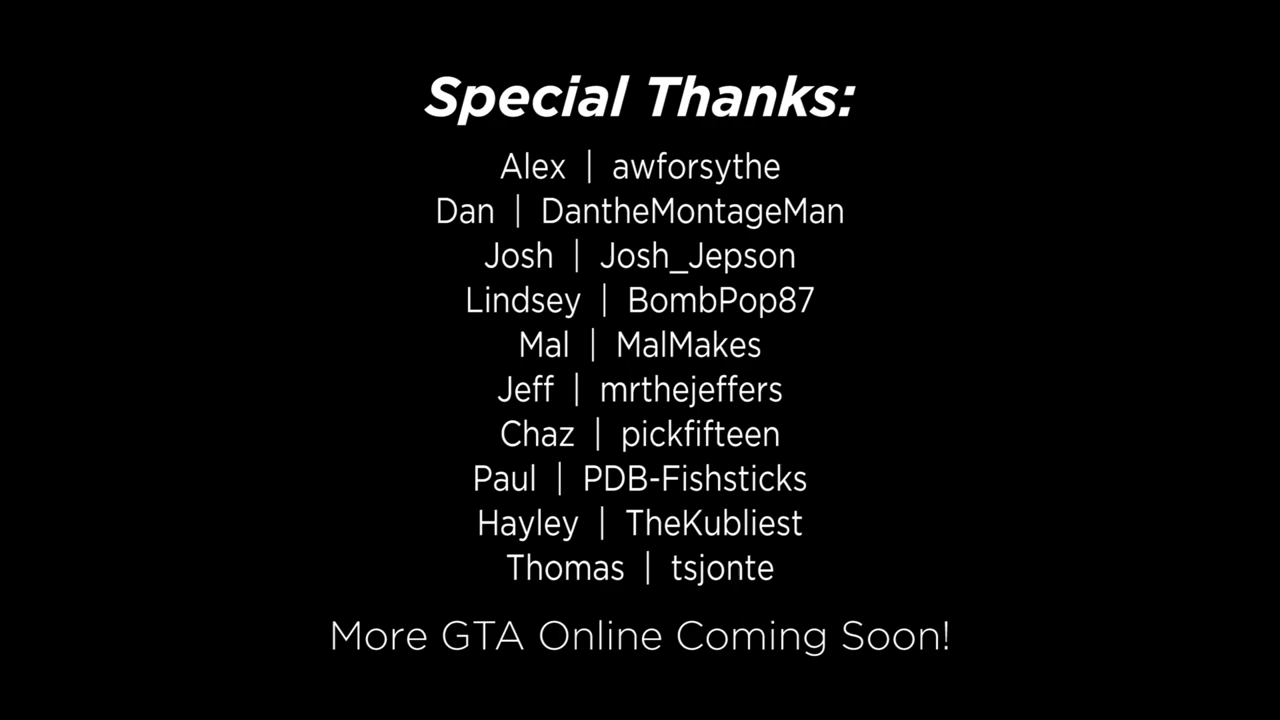 Special Thanks:
Alex | awforsythe
Dan | DantheMontageMan
Josh | Josh_Jepson
Lindsey | BombPop87
Mal | MalMakes
Jeff | mrthejeffers
Chaz | pickfifteen
Paul | PDB-Fishsticks
Hayley | TheKubliest
Thomas | tsjonte
More GTA Online Coming Soon!